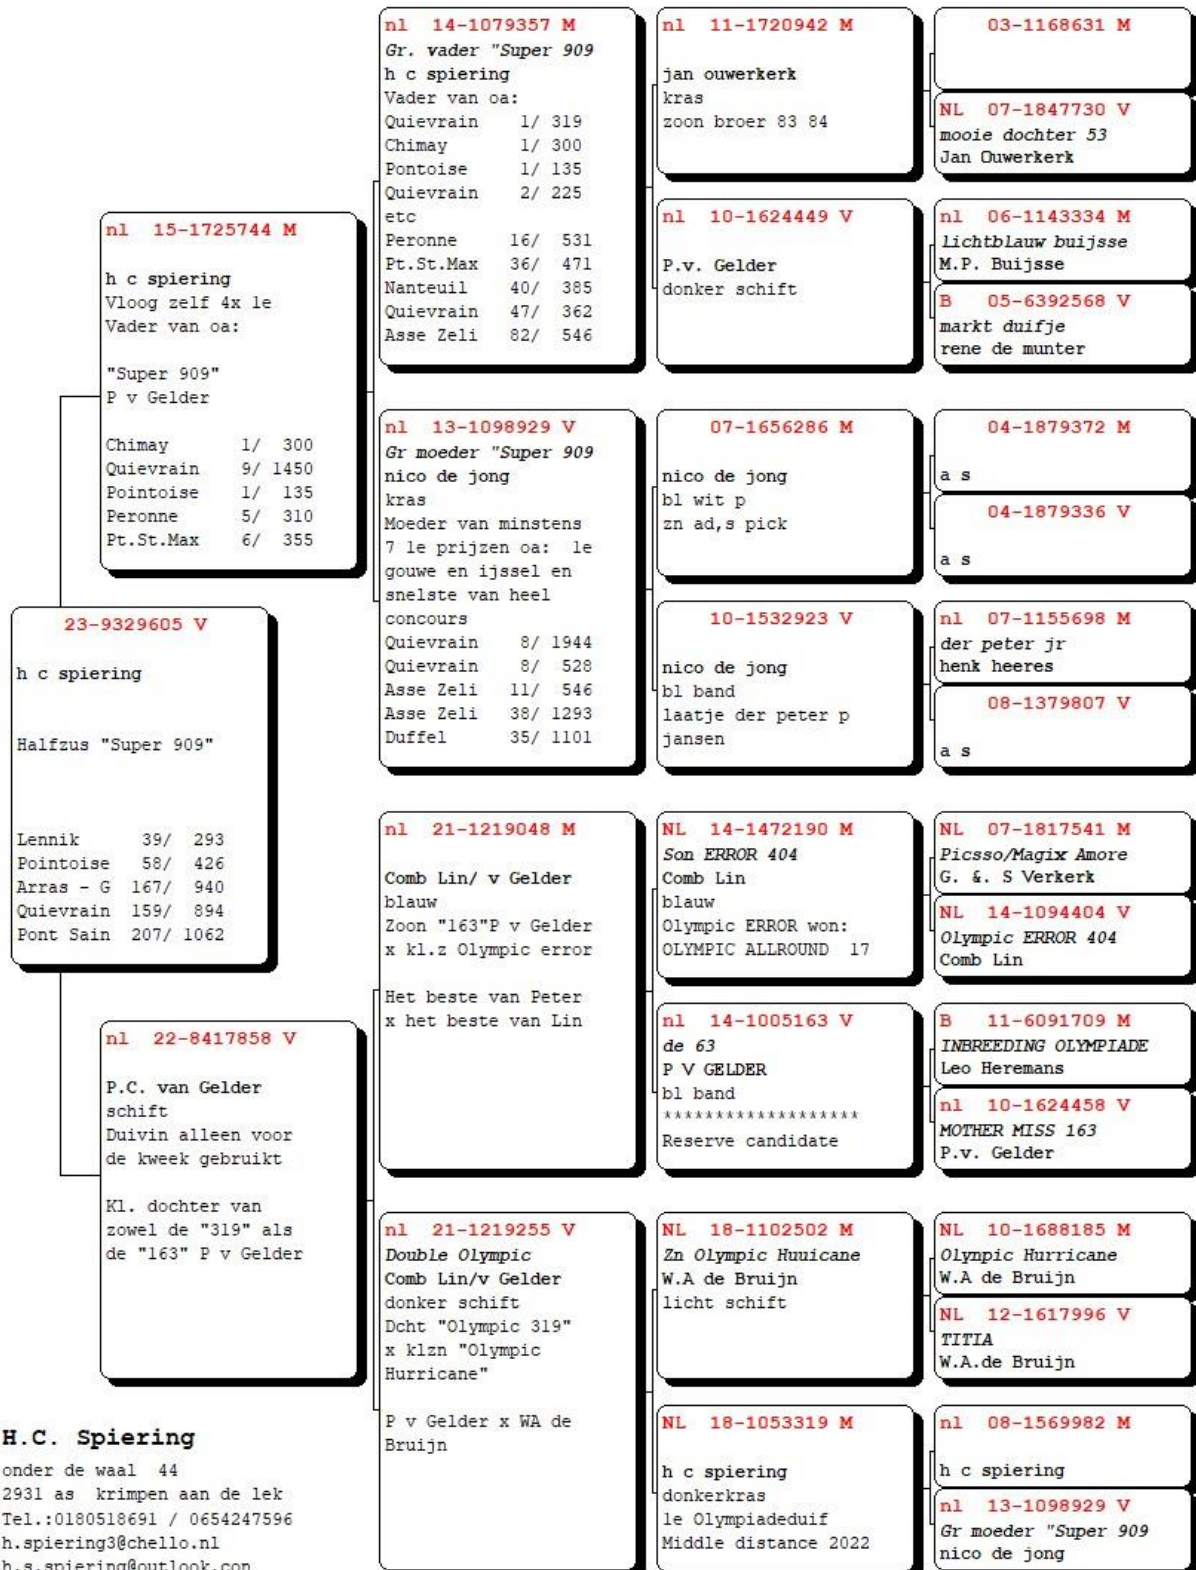 23-9329605 V
h c spiering
Halfzus "Super 909"
Lennik 39/ 293
Pointoise 58/ 426
Arras - G 167/ 940
Quievrain 159/ 894
Pont Sain 207/ 1062
nl 15-1725744 M
h c spiering
Vloog zelf 4x 1e
Vader van oa:
"Super 909"
P v Gelder
Chimay 1/ 300
Quievrain 9/ 1450
Pointoise 1/ 135
Peronne 5/ 310
Pt.St.Max 6/ 355
nl 22-8417858 V
P.C. van Gelder
schift
Duivin alleen voor
de kweek gebruikt
Kl. dochter van
zowel de "319" als
de "163" P v Gelder
nl 14-1079357 M
Gr. vader "Super 909
h c spiering
Vader van oa:
Quievrain 1/ 319
Chimay 1/ 300
Pontoise 1/ 135
Quievrain 2/ 225
etc
Peronne 16/ 531
Pt.St.Max 36/ 471
Nanteuil 40/ 385
Quievrain 47/ 362
Asse Zeli 82/ 546
nl 13-1098929 V
Gr moeder "Super 909
nico de jong
kras
Moeder van minstens
7 1e prijzen oa: 1e
gouwe en ijssel en
snelste van heel
concours
Quievrain 8/ 1944
Quievrain 8/ 528
Asse Zeli 11/ 546
Asse Zeli 38/ 1293
Duffel 35/ 1101
nl 21-1219048 M
Comb Lin/ v Gelder
blauw
Zoon "163"P v Gelder
x kl.z Olympic error
Het beste van Peter
x het beste van Lin
nl 21-1219255 V
Double Olympic
Comb Lin/v Gelder
donker schift
Dcht "Olympic 319"
x klzn "Olympic
Hurricane"
P v Gelder x WA de
Bruijn
nl 11-1720942 M
jan ouwerkerk
kras
zoon broer 83 84
nl 10-1624449 V
P.v. Gelder
donker schift
07-1656286 M
nico de jong
bl wit p
zn ad,s pick
10-1532923 V
nico de jong
bl band
laatje der peter p
jansen
NL 14-1472190 M
Son ERROR 404
Comb Lin
blauw
Olympic ERROR won:
OLYMPIC ALLROUND 17
nl 14-1005163 V
de 63
P V GELDER
bl band
*******************
Reserve candidate
NL 18-1102502 M
Zn Olympic Huuicane
W.A de Bruijn
licht schift
NL 18-1053319 M
h c spiering
donkerkras
1e Olympiadeduif
Middle distance 2022
03-1168631 M
NL 07-1847730 V
mooie dochter 53
Jan Ouwerkerk
nl 06-1143334 M
Lichtblauw buijsse
M.P. Buijsse
B 05-6392568 V
markt duifje
rene de munter
04-1879372 M
a s
04-1879336 V
a s
nl 07-1155698 M
der peter jr
henk heeres
08-1379807 V
a s
NL 07-1817541 M
Picsso/Magix Amore
G. &. S Verkerk
NL 14-1094404 V
Olympic ERROR 404
Comb Lin
B 11-6091709 M
INBREEDING OLYMPIADE
Leo Heremans
nl 10-1624458 V
MOTHER MISS 163
P.v. Gelder
NL 10-1688185 M
Olynpic Hurricane
W.A de Bruijn
NL 12-1617996 V
TITIA
W.A.de Bruijn
nl 08-1569982 M
h c spiering
nl 13-1098929 V
Gr moeder "Super 909
nico de jong
H.C. Spiering
onder de waal 44
2931 as krimpen aan de lek
Tel.:0180518691 / 0654247596
h.spiering3@chello.nl
h.s.spiering@outlook.con